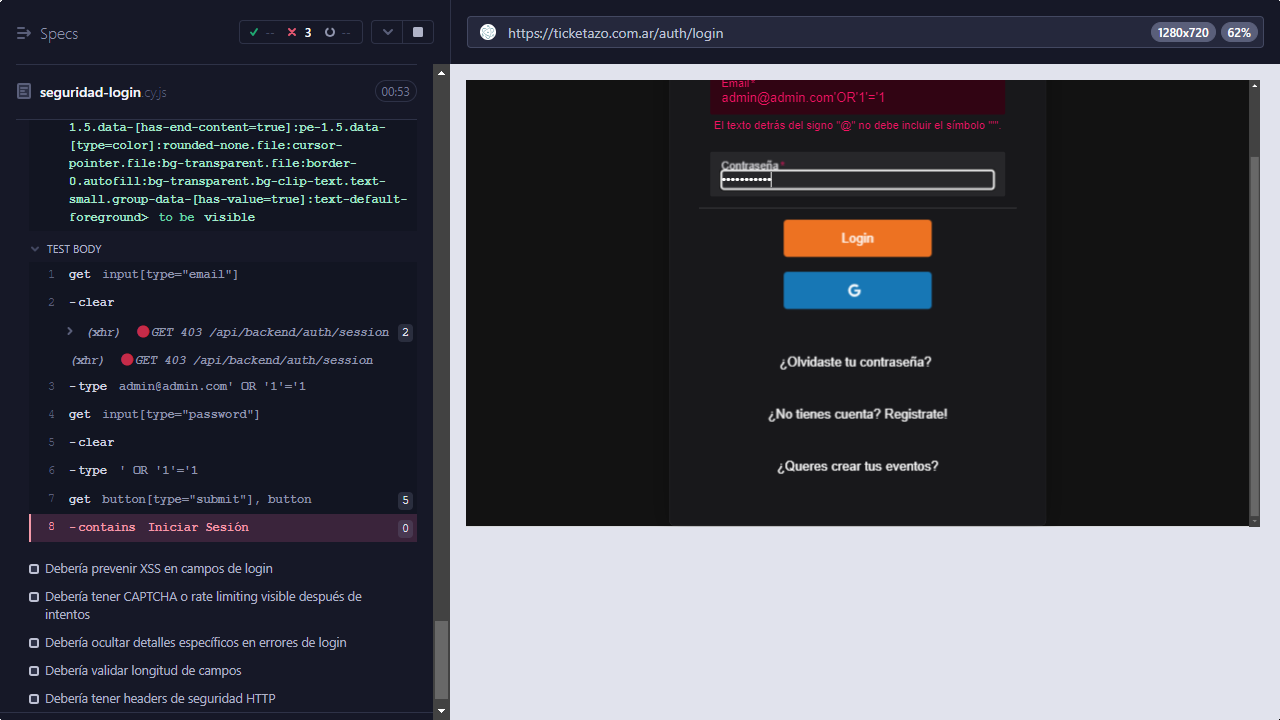 Specs
--
3
--
https://ticketazo.com.ar/auth/login
1280x720
62%
seguridad-login.cy.js
00:53
1.5.data-[has-end-content=true]:pe-1.5.data-
[type=color]:rounded-none.file:cursor-
pointer.file:bg-transparent.file:border-
0.autofill:bg-transparent.bg-clip-text.text-
small.group-data-[has-value=true]:text-default-
foreground> to be visible
TEST BODY
1 get input[type="email"]
2 -clear
(xhr) GET 403 /api/backend/auth/session 2
(xhr) GET 403 /api/backend/auth/session
3 -type admin@admin.com' OR '1'='1
4 get input[type="password"]
5 -clear
6 -type ' OR '1'='1
7 get button[type="submit"], button 5
8 -contains Iniciar Sesión 0
Debería prevenir XSS en campos de login
Debería tener CAPTCHA o rate limiting visible después de
intentos
Debería ocultar detalles específicos en errores de login
Debería validar longitud de campos
Debería tener headers de seguridad HTTP
Email*
admin@admin.com'OR'1'='1
El texto detrás del signo "@" no debe incluir el símbolo "'".
Contraseña*
Login
G
¿Olvidaste tu contraseña?
¿No tienes cuenta? Registrate!
¿Queres crear tus eventos?